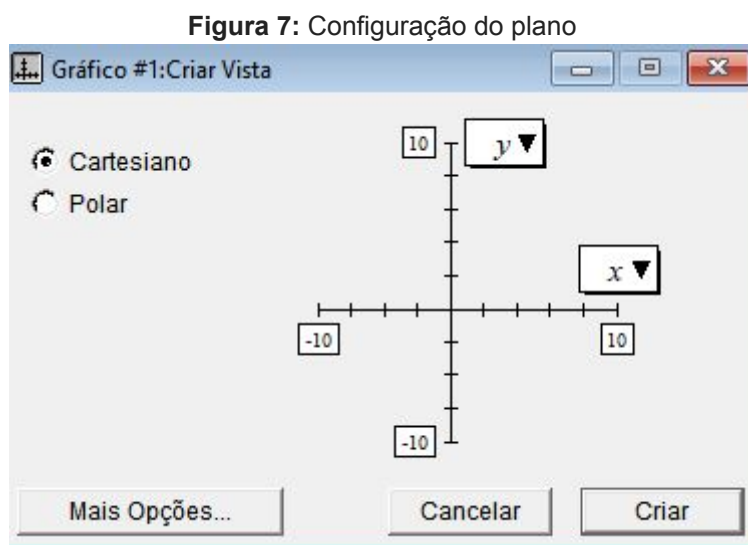 Figura 7: Configuração do plano
Gráfico #1:Criar Vista
Cartesiano
Polar
10
y
x
-10
10
-10
Mais Opções...
Cancelar
Criar